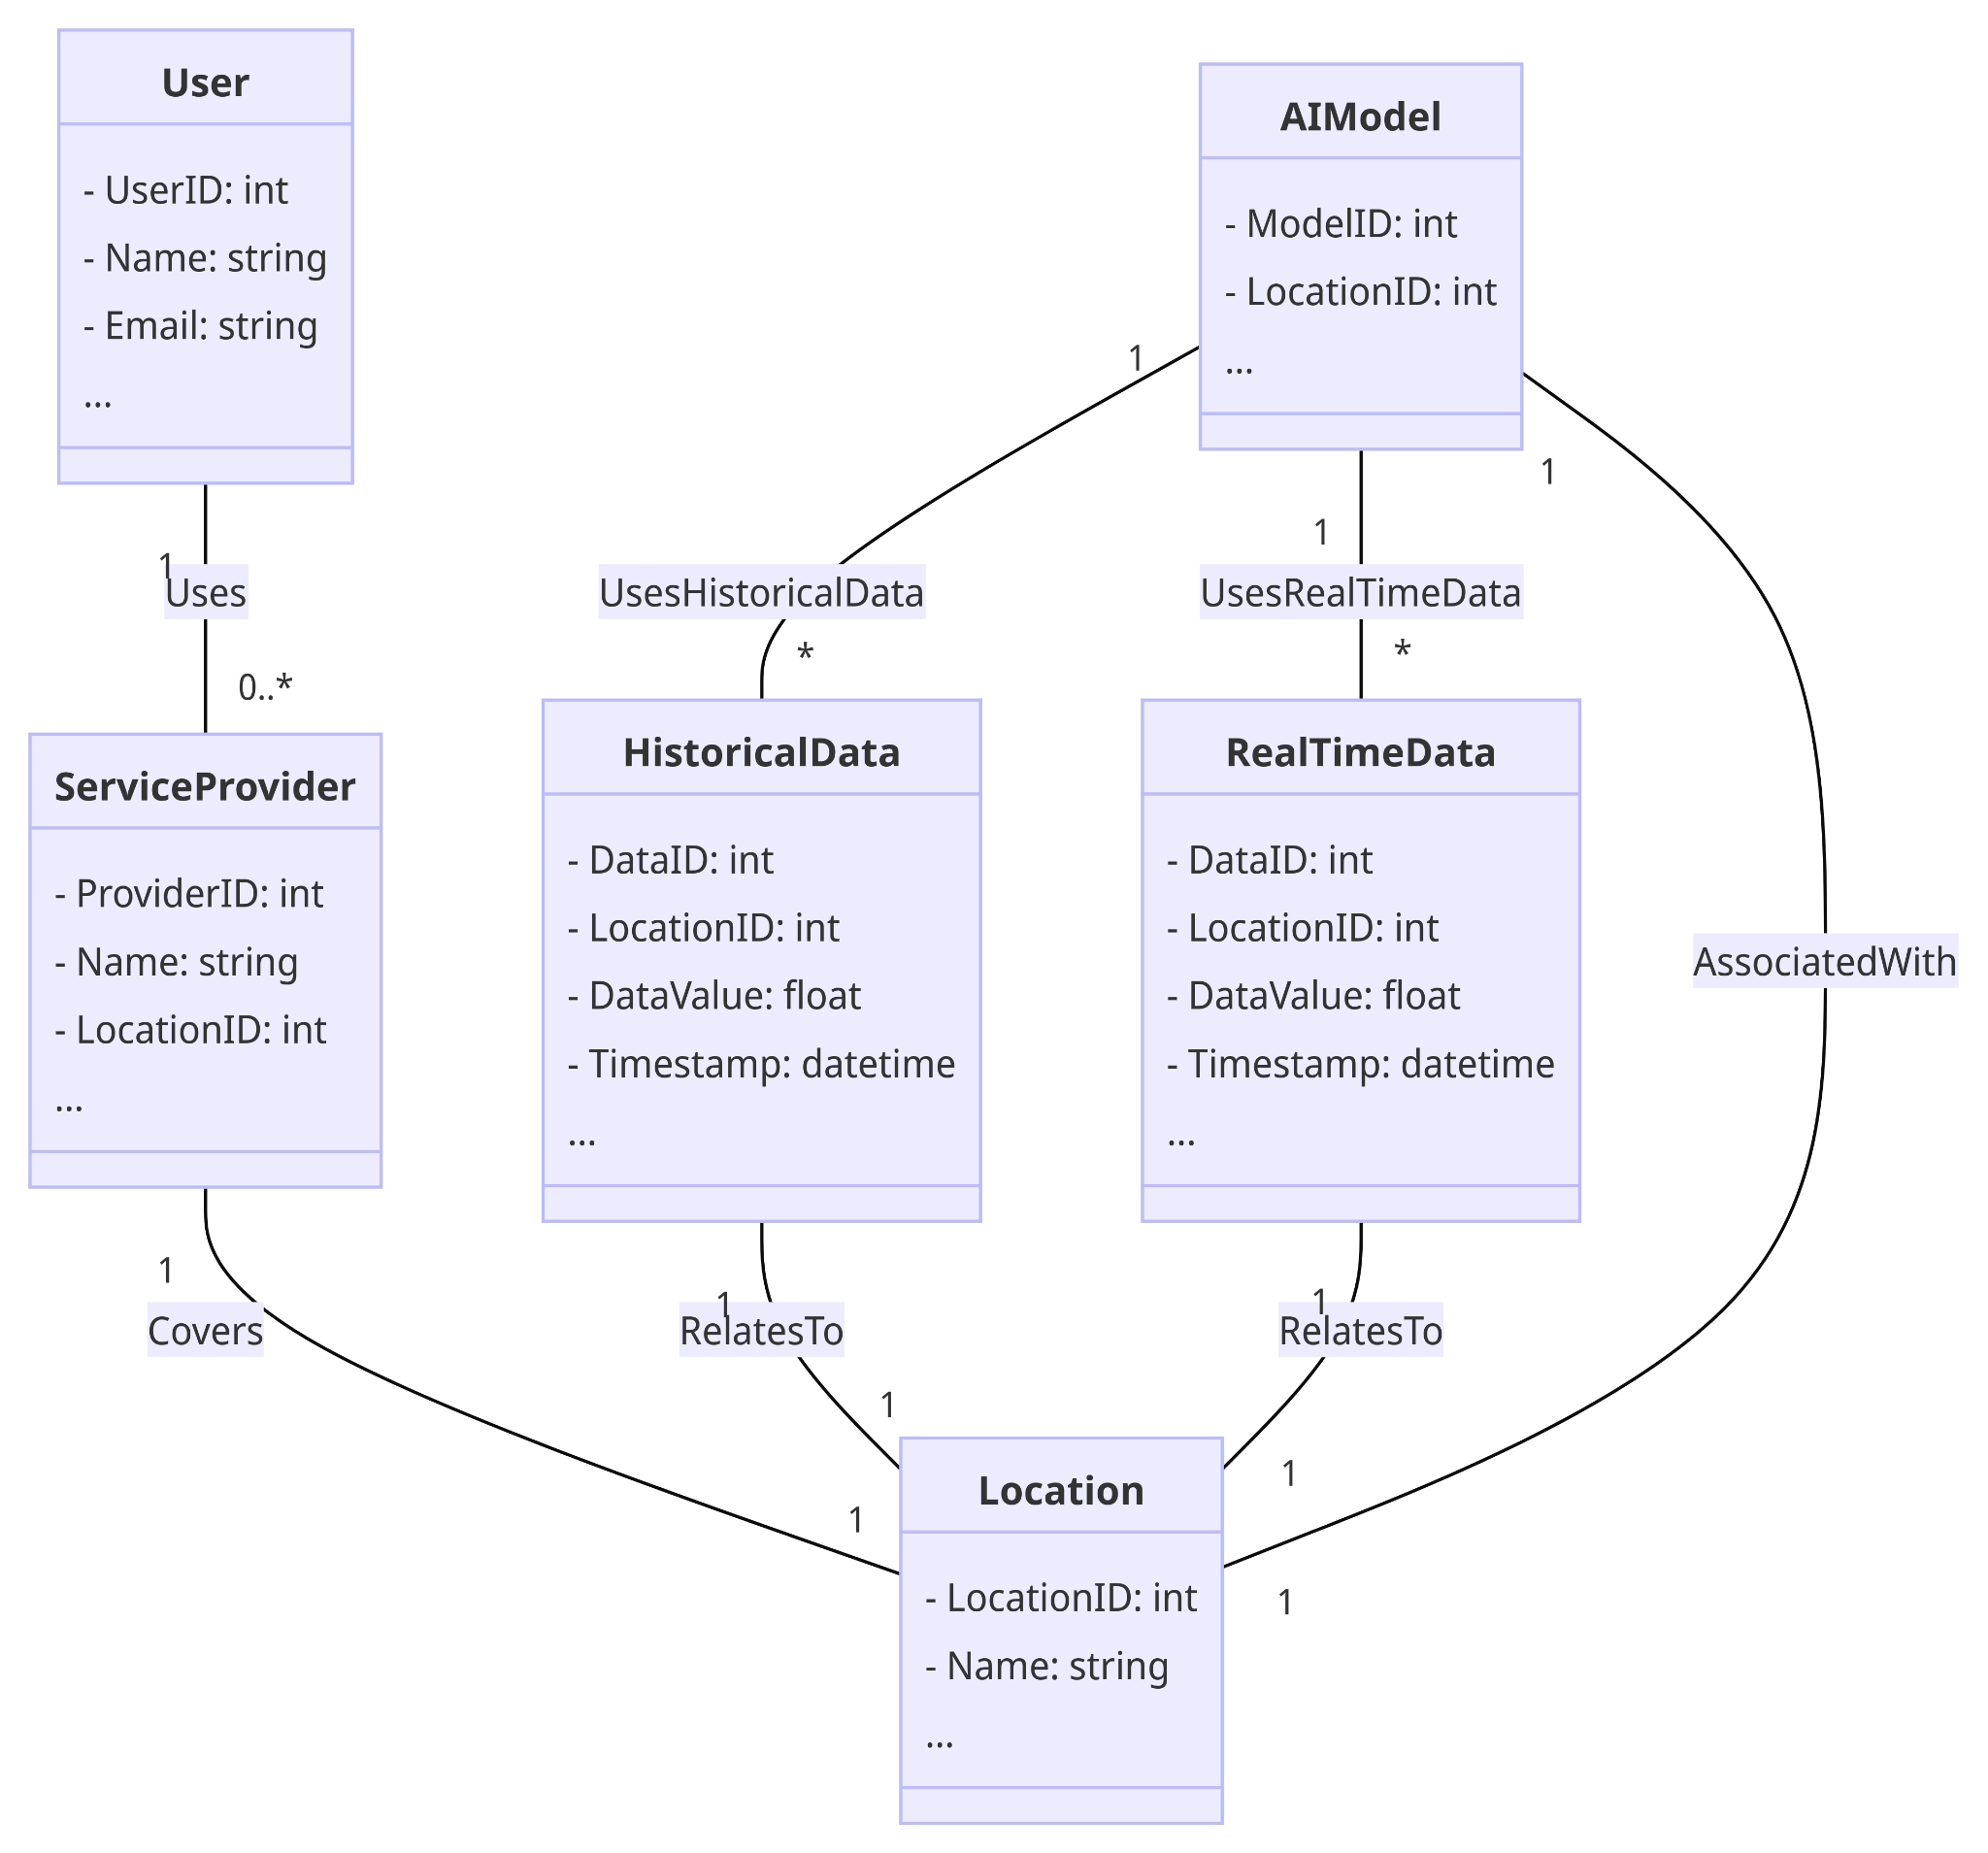 User
- UserID: int
- Name: string
- Email: string
...
AIModel
- ModelID: int
- LocationID: int
...
1
1
1
1
Uses
UsesHistoricalData
UsesRealTimeData
0..*
*
*
ServiceProvider
- ProviderID: int
- Name: string
- LocationID: int
...
HistoricalData
- DataID: int
- LocationID: int
- DataValue: float
- Timestamp: datetime
...
RealTimeData
- DataID: int
- LocationID: int
- DataValue: float
- Timestamp: datetime
...
AssociatedWith
1
1
1
Covers
RelatesTo
RelatesTo
1
1
1
1
Location
- LocationID: int
- Name: string
...